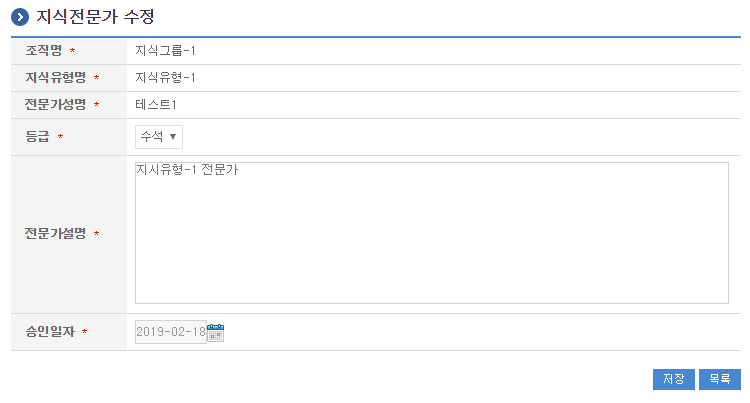 지식전문가 수정
조직명 * 지식그룹-1
지식유형명 * 지식유형-1
전문가성명 * 테스트1
등급 * 수석 ▼
전문가설명 * 지시유형-1 전문가
승인일자 * 2019-02-18
저장 목록